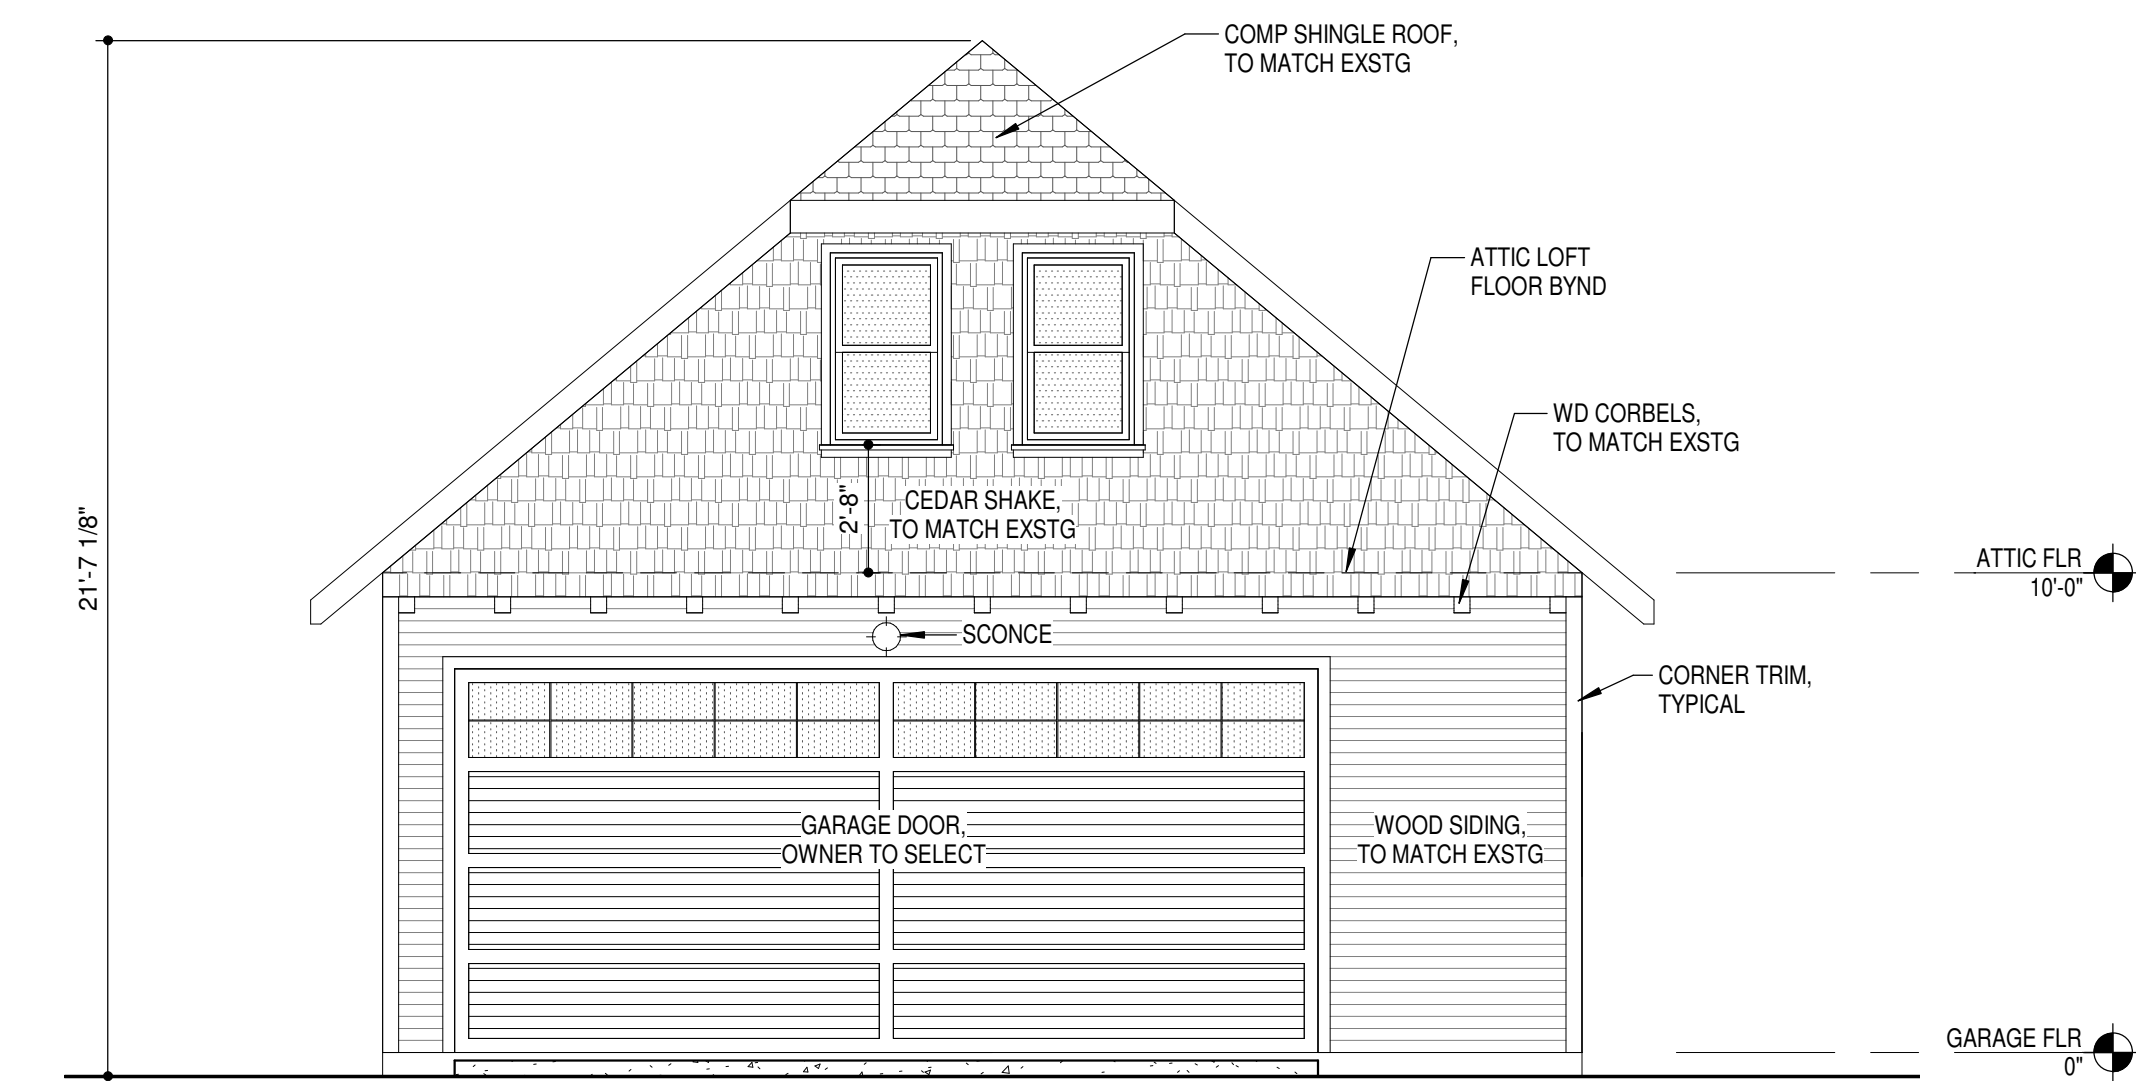 COMP SHINGLE ROOF,
TO MATCH EXSTG
ATTIC LOFT
FLOOR BYND
WD CORBELS,
TO MATCH EXSTG
21'-7 1/8"
2'-8"
CEDAR SHAKE,
TO MATCH EXSTG
ATTIC FLR
10'-0"
SCONCE
CORNER TRIM,
TYPICAL
GARAGE DOOR,
OWNER TO SELECT
WOOD SIDING,
TO MATCH EXSTG
GARAGE FLR
0"